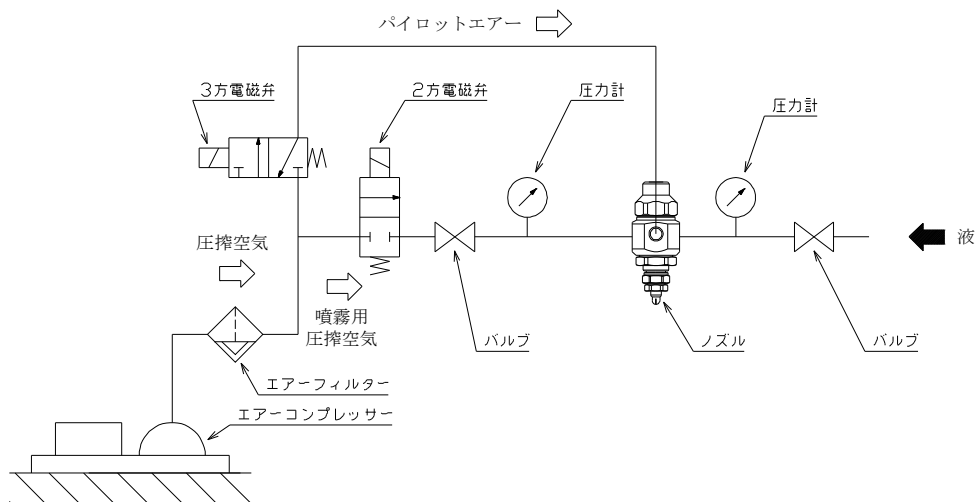 パイロットエアー
3方電磁弁
2方電磁弁
圧力計
圧力計
圧搾空気
液
噴霧用
圧搾空気
バルブ
ノズル
バルブ
エアーフィルター
エアーコンプレッサー